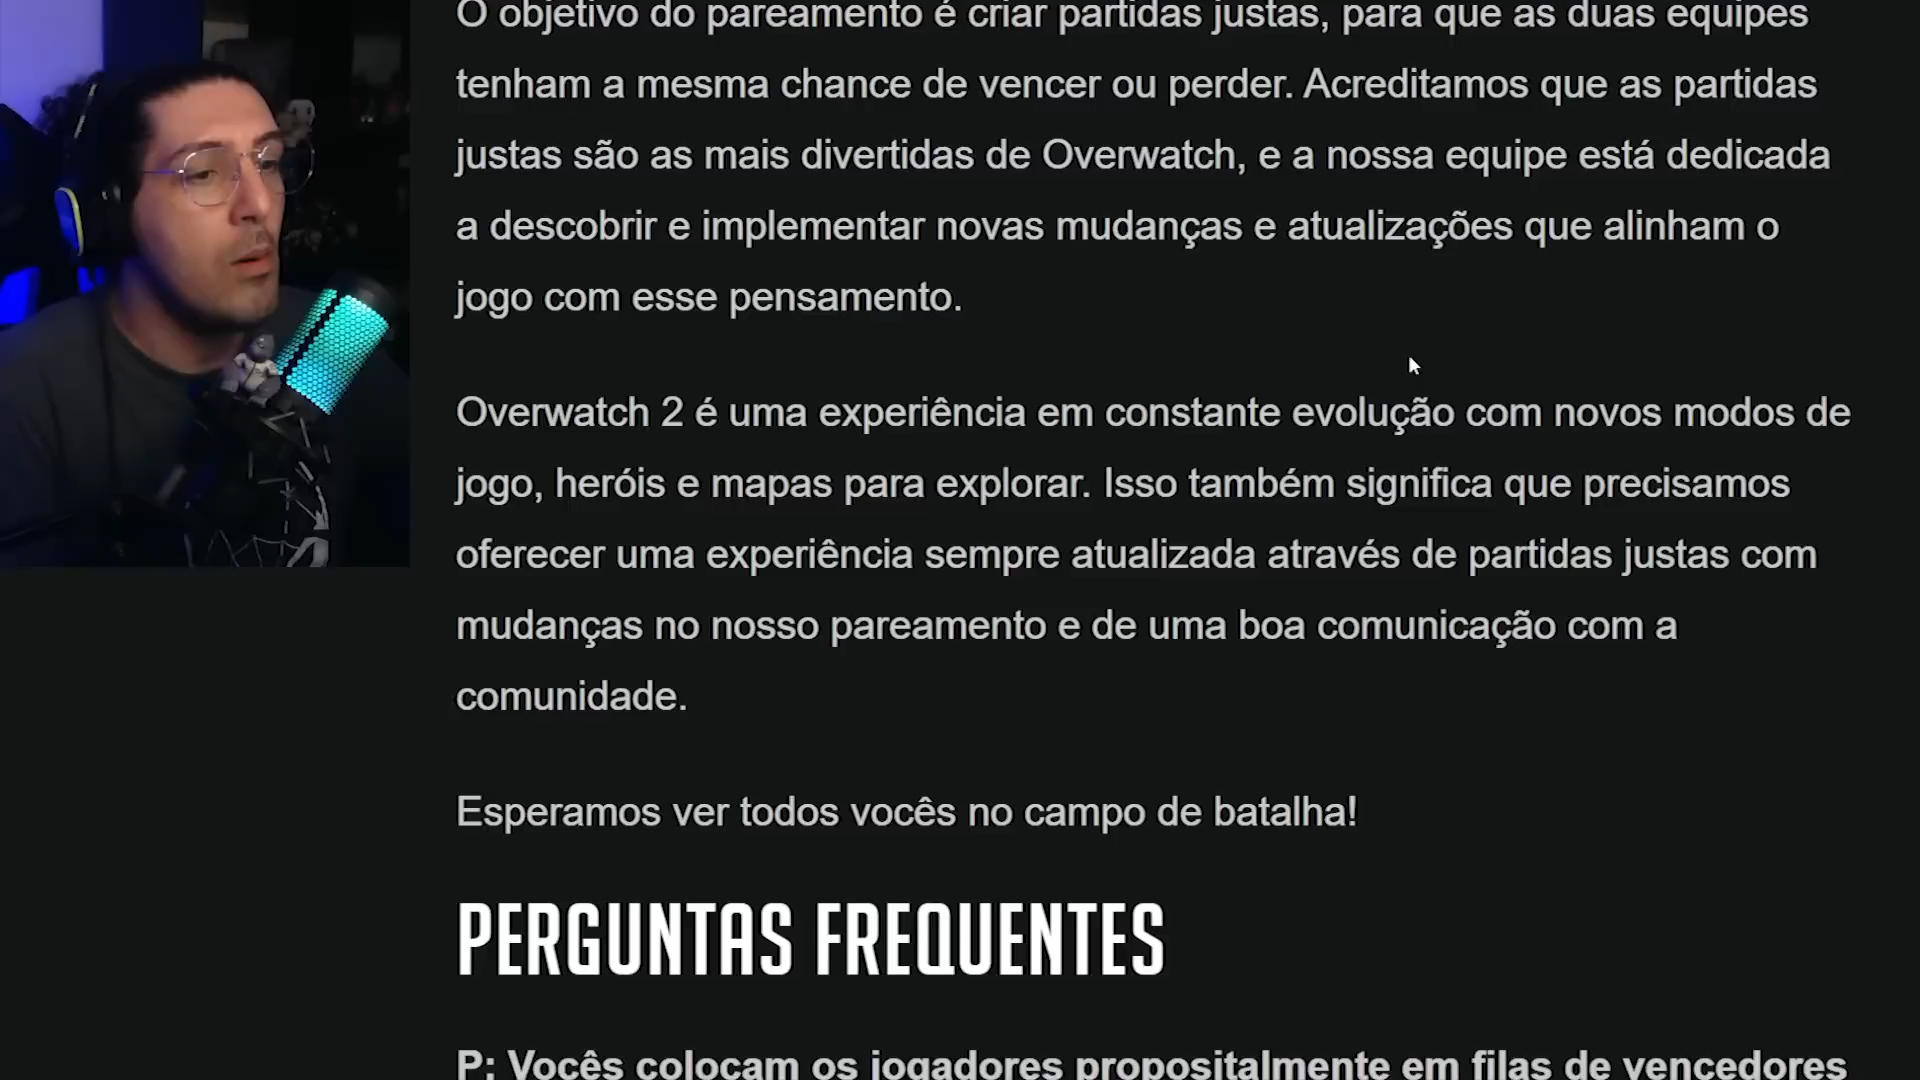 O objetivo do pareamento é criar partidas justas, para que as duas equipes
tenham a mesma chance de vencer ou perder. Acreditamos que as partidas
justas são as mais divertidas de Overwatch, e a nossa equipe está dedicada
a descobrir e implementar novas mudanças e atualizações que alinham o
jogo com esse pensamento.
Overwatch 2 é uma experiência em constante evolução com novos modos de
jogo, heróis e mapas para explorar. Isso também significa que precisamos
oferecer uma experiência sempre atualizada através de partidas justas com
mudanças no nosso pareamento e de uma boa comunicação com a
comunidade.
Esperamos ver todos vocês no campo de batalha!
PERGUNTAS FREQUENTES
P: Vocês colocam os jogadores propositalmente em filas de vencedores